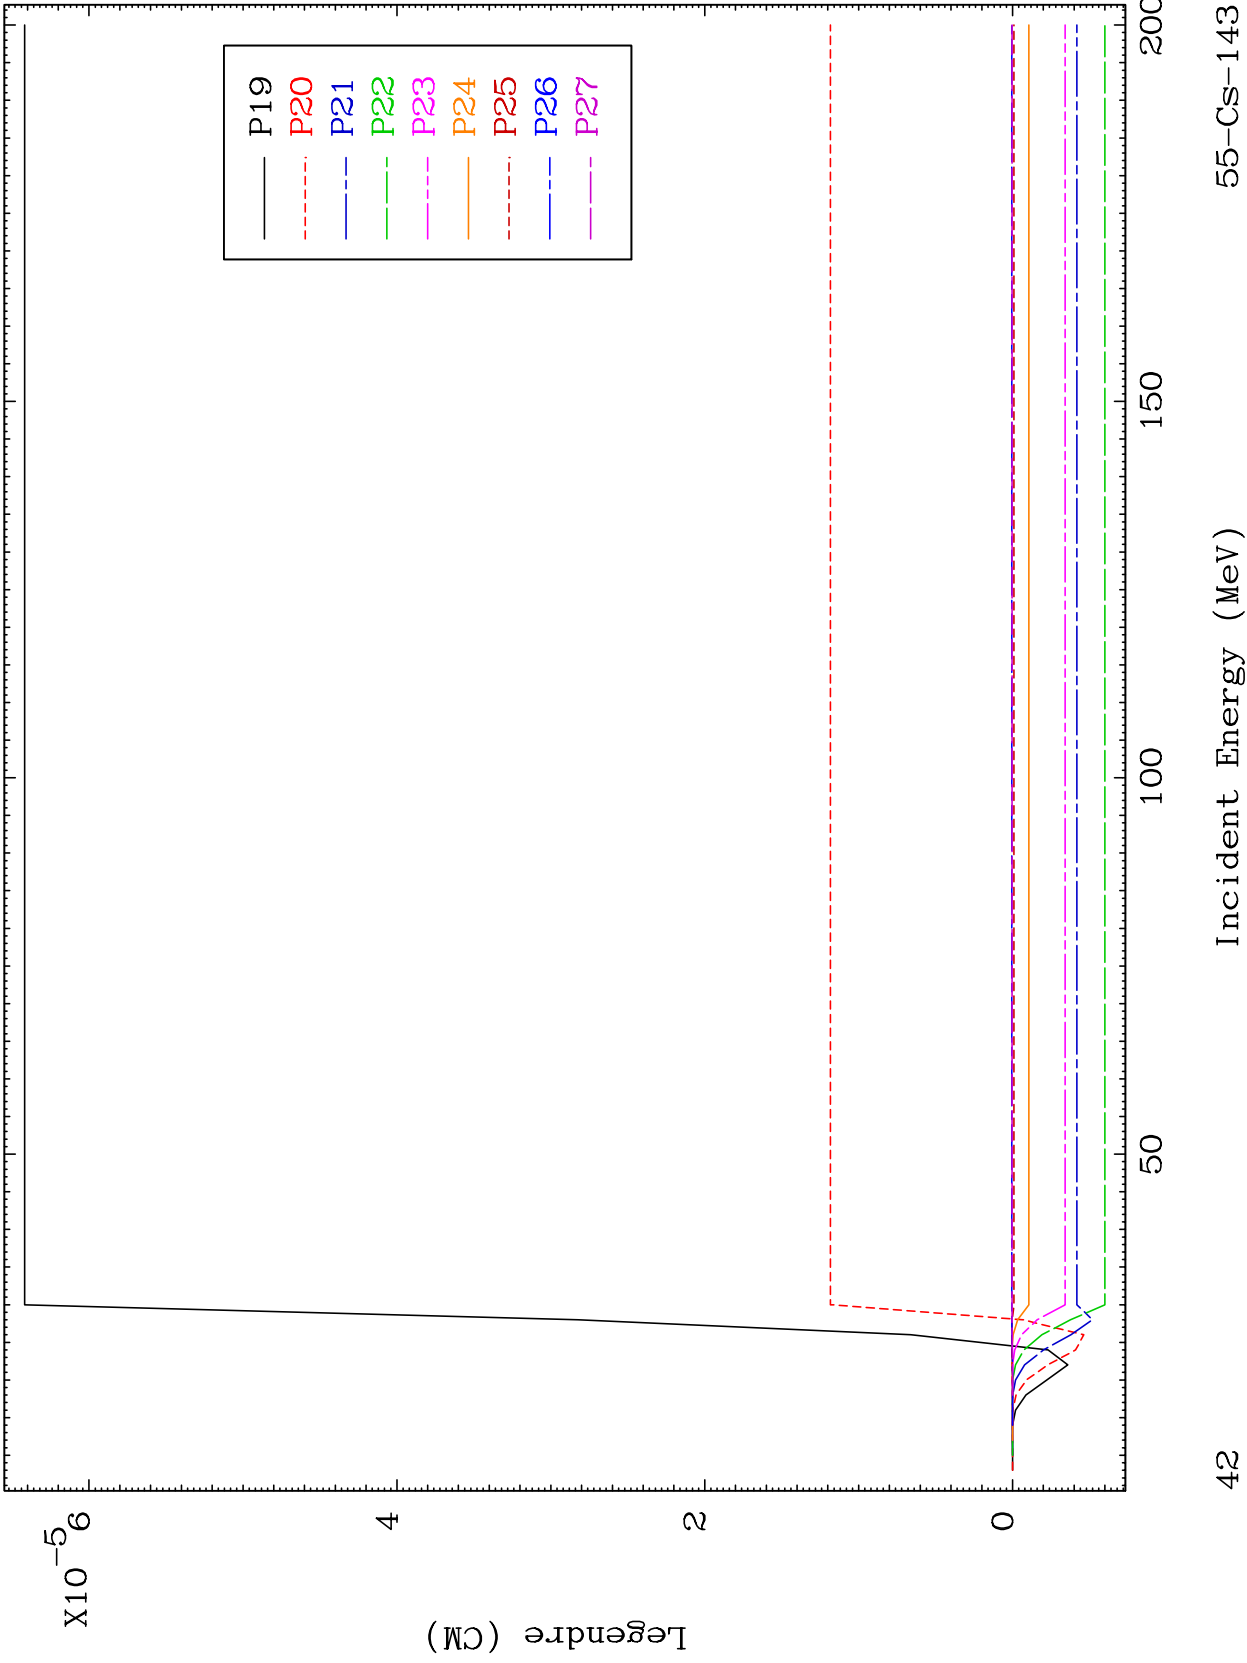 X10-5
6
4
2
0
Legendre (CM)
P19
P20
P21
P22
P23
P24
P25
P26
P27
50
100
150
200
Incident Energy (MeV)
42
55-Cs-143